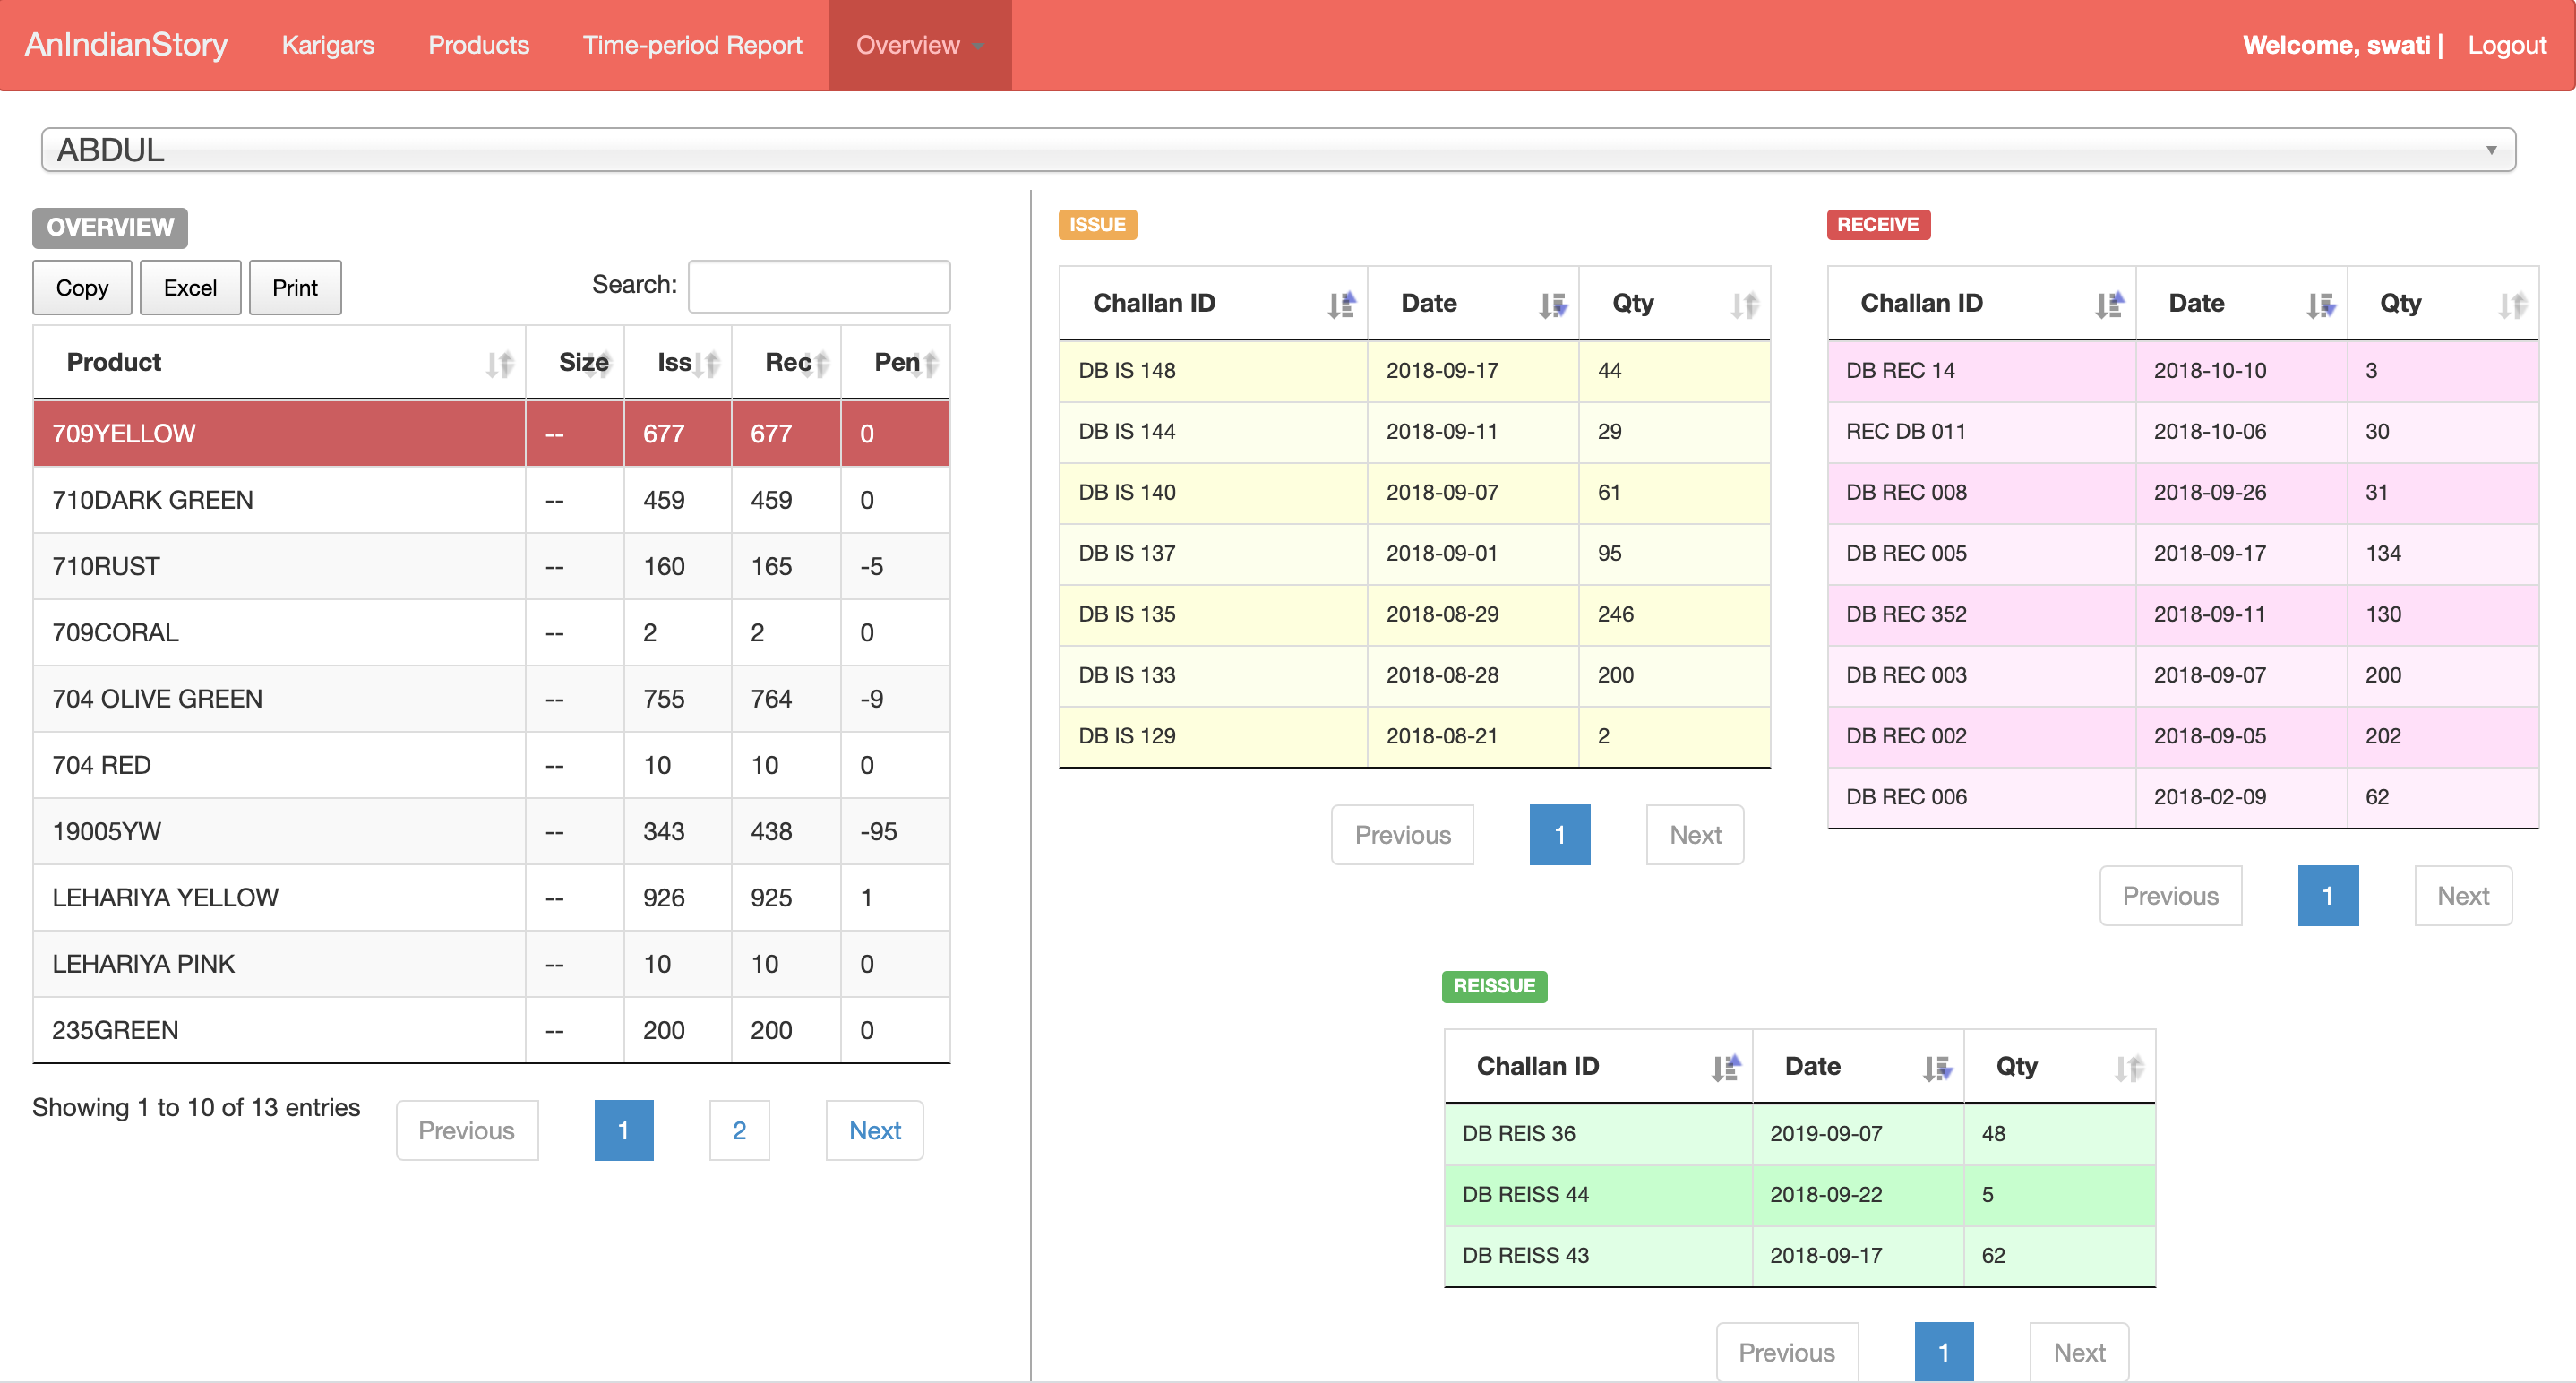 AnIndianStory Karigars Products Time-period Report Overview Welcome, swati | Logout
ABDUL
OVERVIEW
Copy Excel Print Search:
Product Size Iss Rec Pen
709YELLOW -- 677 677 0
710DARK GREEN -- 459 459 0
710RUST -- 160 165 -5
709CORAL -- 2 2 0
704 OLIVE GREEN -- 755 764 -9
704 RED -- 10 10 0
19005YW -- 343 438 -95
LEHARIYA YELLOW -- 926 925 1
LEHARIYA PINK -- 10 10 0
235GREEN -- 200 200 0
Showing 1 to 10 of 13 entries Previous 1 2 Next
ISSUE
Challan ID Date Qty
DB IS 148 2018-09-17 44
DB IS 144 2018-09-11 29
DB IS 140 2018-09-07 61
DB IS 137 2018-09-01 95
DB IS 135 2018-08-29 246
DB IS 133 2018-08-28 200
DB IS 129 2018-08-21 2
Previous 1 Next
RECEIVE
Challan ID Date Qty
DB REC 14 2018-10-10 3
REC DB 011 2018-10-06 30
DB REC 008 2018-09-26 31
DB REC 005 2018-09-17 134
DB REC 352 2018-09-11 130
DB REC 003 2018-09-07 200
DB REC 002 2018-09-05 202
DB REC 006 2018-02-09 62
Previous 1 Next
REISSUE
Challan ID Date Qty
DB REIS 36 2019-09-07 48
DB REISS 44 2018-09-22 5
DB REISS 43 2018-09-17 62
Previous 1 Next